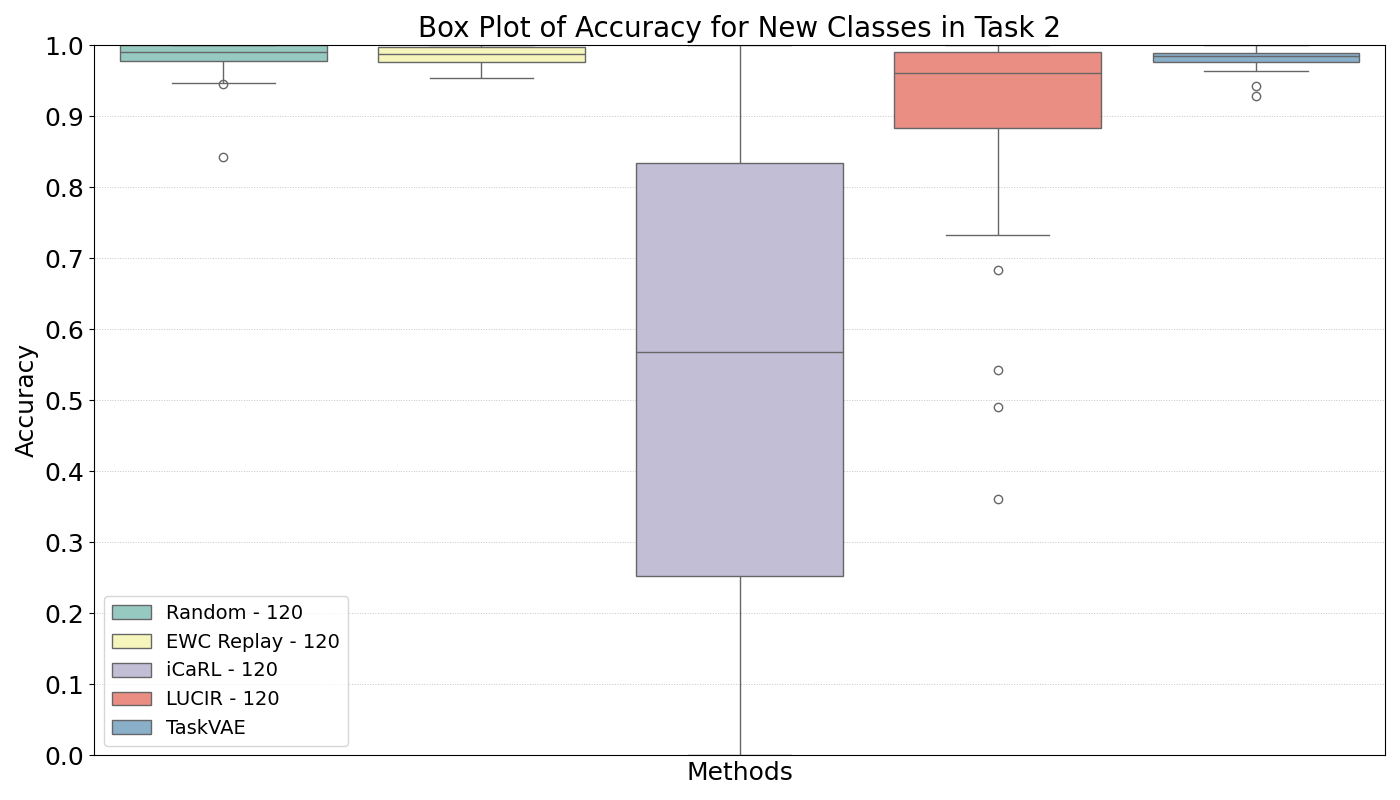 Box Plot of Accuracy for New Classes in Task 2
1.0
0.9
0.8
0.7
0.6
0.5
0.4
0.3
0.2
0.1
0.0
Accuracy
Random - 120
EWC Replay - 120
iCaRL - 120
LUCIR - 120
TaskVAE
Methods